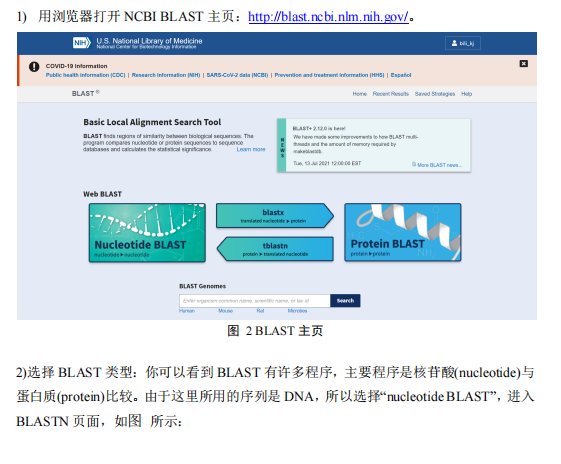 1) 用浏览器打开 NCBI BLAST 主页：http://blast.ncbi.nlm.nih.gov/。
NIH U.S. National Library of Medicine
National Center for Biotechnology Information
COVID-19 Information
Public health information (CDC) | Research information (NIH) | SARS-CoV-2 data (NCBI) | Prevention and treatment information (HHS) | Español
BLAST ®
Home Recent Results Saved Strategies Help
Basic Local Alignment Search Tool
BLAST finds regions of similarity between biological sequences. The
program compares nucleotide or protein sequences to sequence
databases and calculates the statistical significance. Learn more
NEWS
BLAST+ 2.12.0 is here!
We have made some improvements to how BLAST multi-
threads and the amount of memory required by
makeblastdb.
Tue, 13 Jul 2021 12:00:00 EST
More BLAST news...
Web BLAST
Nucleotide BLAST
nucleotide ▸ nucleotide
blastx
translated nucleotide ▸ protein
tblastn
protein ▸ translated nucleotide
Protein BLAST
protein ▸ protein
BLAST Genomes
Enter organism common name, scientific name, or tax id Search
Human Mouse Rat Microbes
图 2 BLAST 主页
2)选择 BLAST 类型：你可以看到 BLAST 有许多程序，主要程序是核苷酸(nucleotide)与
蛋白质(protein)比较。由于这里所用的序列是 DNA，所以选择“nucleotide BLAST”，进入
BLASTN 页面，如图 所示：